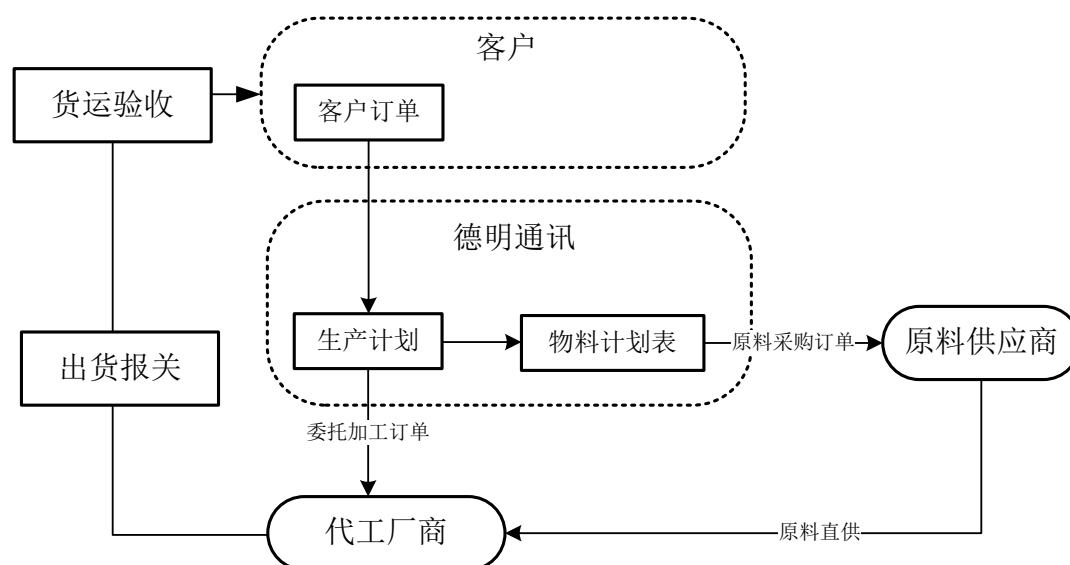 客户
货运验收
客户订单
德明通讯
生产计划
物料计划表
原料采购订单
原料供应商
出货报关
委托加工订单
代工厂商
原料直供